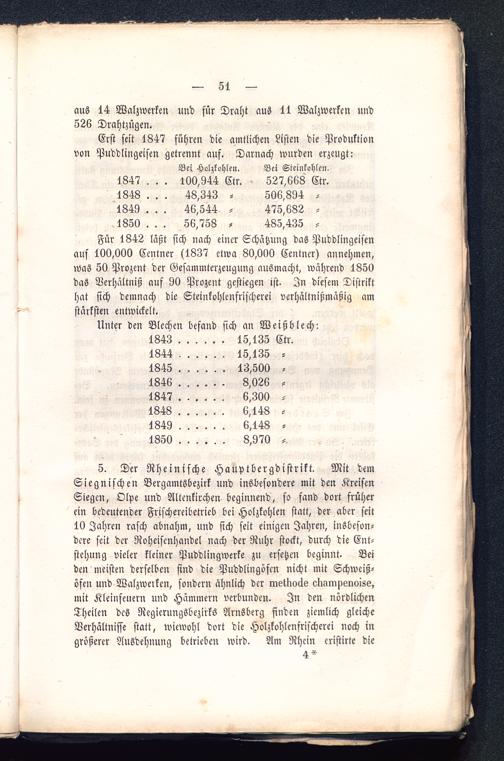 — 51 —
aus 14 Walzwerken und für Draht aus 11 Walzwerken und
526 Drahtzügen.
Erst seit 1847 führen die amtlichen Listen die Produktion
von Puddlingeisen getrennt auf. Darnach wurden erzeugt:
Bei Holzkohlen. Bei Steinkohlen.
1847 . . . 100,944 Ctr. 527,668 Ctr.
1848 . . . 48,343 〃 506,894 〃
1849 . . . 46,544 〃 475,682 〃
1850 . . . 56,758 〃 485,435 〃
Für 1842 läßt sich nach einer Schätzung das Puddlingeisen
auf 100,000 Centner (1837 etwa 80,000 Centner) annehmen,
was 50 Prozent der Gesammterzeugung ausmacht, während 1850
das Verhältniß auf 90 Prozent gestiegen ist. In diesem Distrikt
hat sich demnach die Steinkohlenfrischerei verhältnißmäßig am
stärksten entwickelt.
Unter den Blechen befand sich an Weißblech:
1843 . . . . . . 15,135 Ctr.
1844 . . . . . . 15,135 〃
1845 . . . . . . 13,500 〃
1846 . . . . . . 8,026 〃
1847 . . . . . . 6,300 〃
1848 . . . . . . 6,148 〃
1849 . . . . . . 6,148 〃
1850 . . . . . . 8,970 〃
5. Der Rheinische Hauptbergdistrikt. Mit dem
Siegnischen Bergamtsbezirk und insbesondere mit den Kreisen
Siegen, Olpe und Altenkirchen beginnend, so fand dort früher
ein bedeutender Frischereibetrieb bei Holzkohlen statt, der aber seit
10 Jahren rasch abnahm, und sich seit einigen Jahren, insbeson-
dere seit der Roheisenhandel nach der Ruhr stockt, durch die Ent-
stehung vieler kleiner Puddlingwerke zu ersetzen beginnt. Bei
den meisten derselben sind die Puddlingöfen nicht mit Schweiß-
öfen und Walzwerken, sondern ähnlich der methode champenoise,
mit Kleinfeuern und Hämmern verbunden. In den nördlichen
Theilen des Regierungsbezirks Arnsberg finden ziemlich gleiche
Verhältnisse statt, wiewohl dort die Holzkohlenfrischerei noch in
größerer Ausdehnung betrieben wird. Am Rhein existirte die
4*